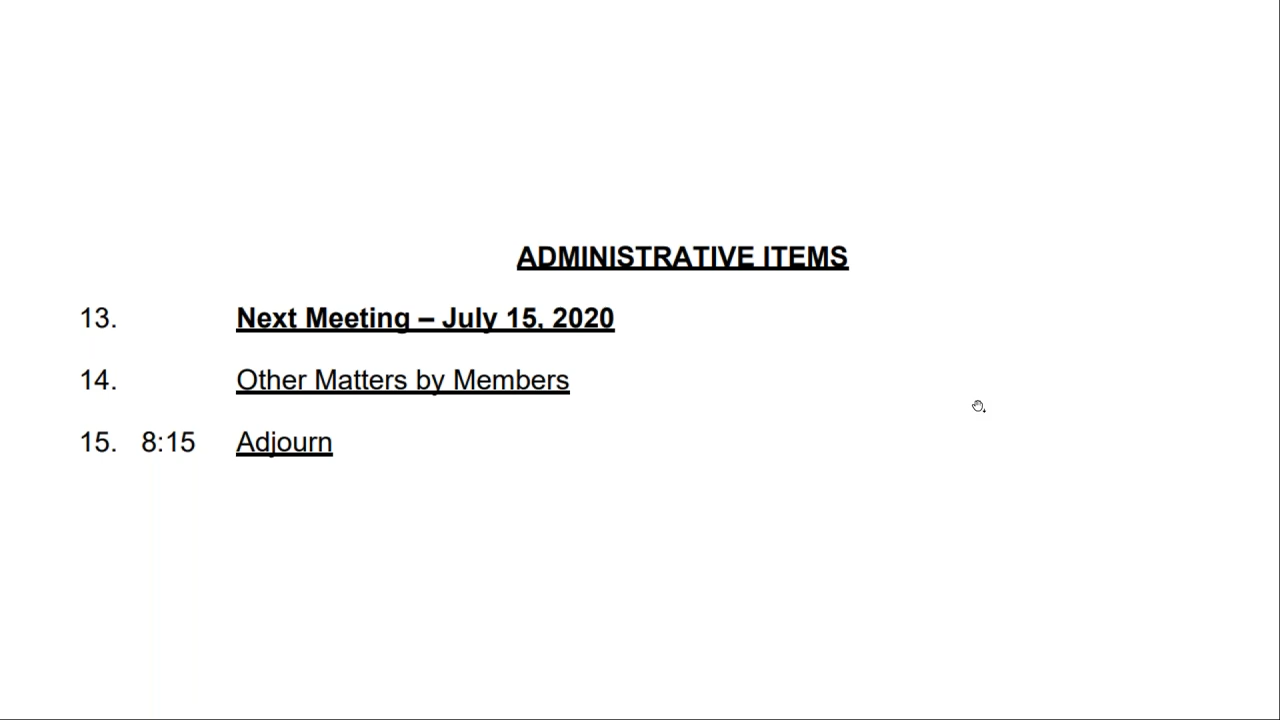 ADMINISTRATIVE ITEMS
13. Next Meeting – July 15, 2020
14. Other Matters by Members
15. 8:15 Adjourn